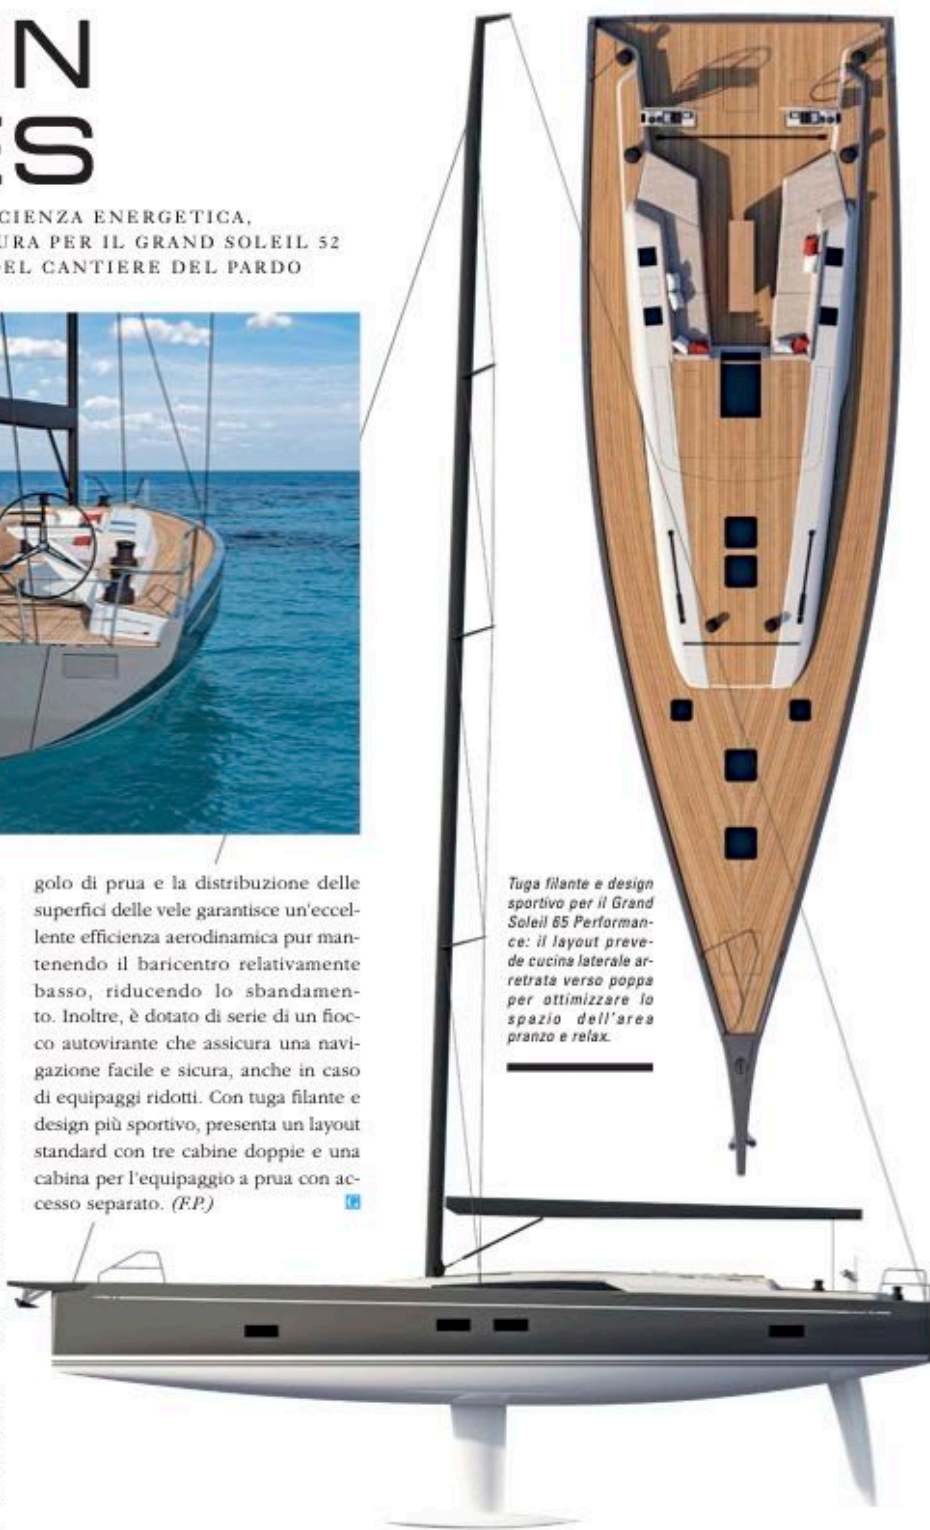 N
ES
CIENZA ENERGETICA,
URA PER IL GRAND SOLEIL 52
DEL CANTIERE DEL PARDO
golo di prua e la distribuzione delle
superfici delle vele garantisce un'eccel-
lente efficienza aerodinamica pur man-
tenendo il baricentro relativamente
basso, riducendo lo sbandamen-
to. Inoltre, è dotato di serie di un fioc-
co autovirante che assicura una navi-
gazione facile e sicura, anche in caso
di equipaggi ridotti. Con tuga filante e
design più sportivo, presenta un layout
standard con tre cabine doppie e una
cabina per l'equipaggio a prua con ac-
cesso separato. (F.P.)
G
Tuga filante e design
sportivo per il Grand
Soleil 65 Performan-
ce: il layout preve-
de cucina laterale ar-
retrata verso poppa
per ottimizzare lo
spazio dell'area
pranzo e relax.